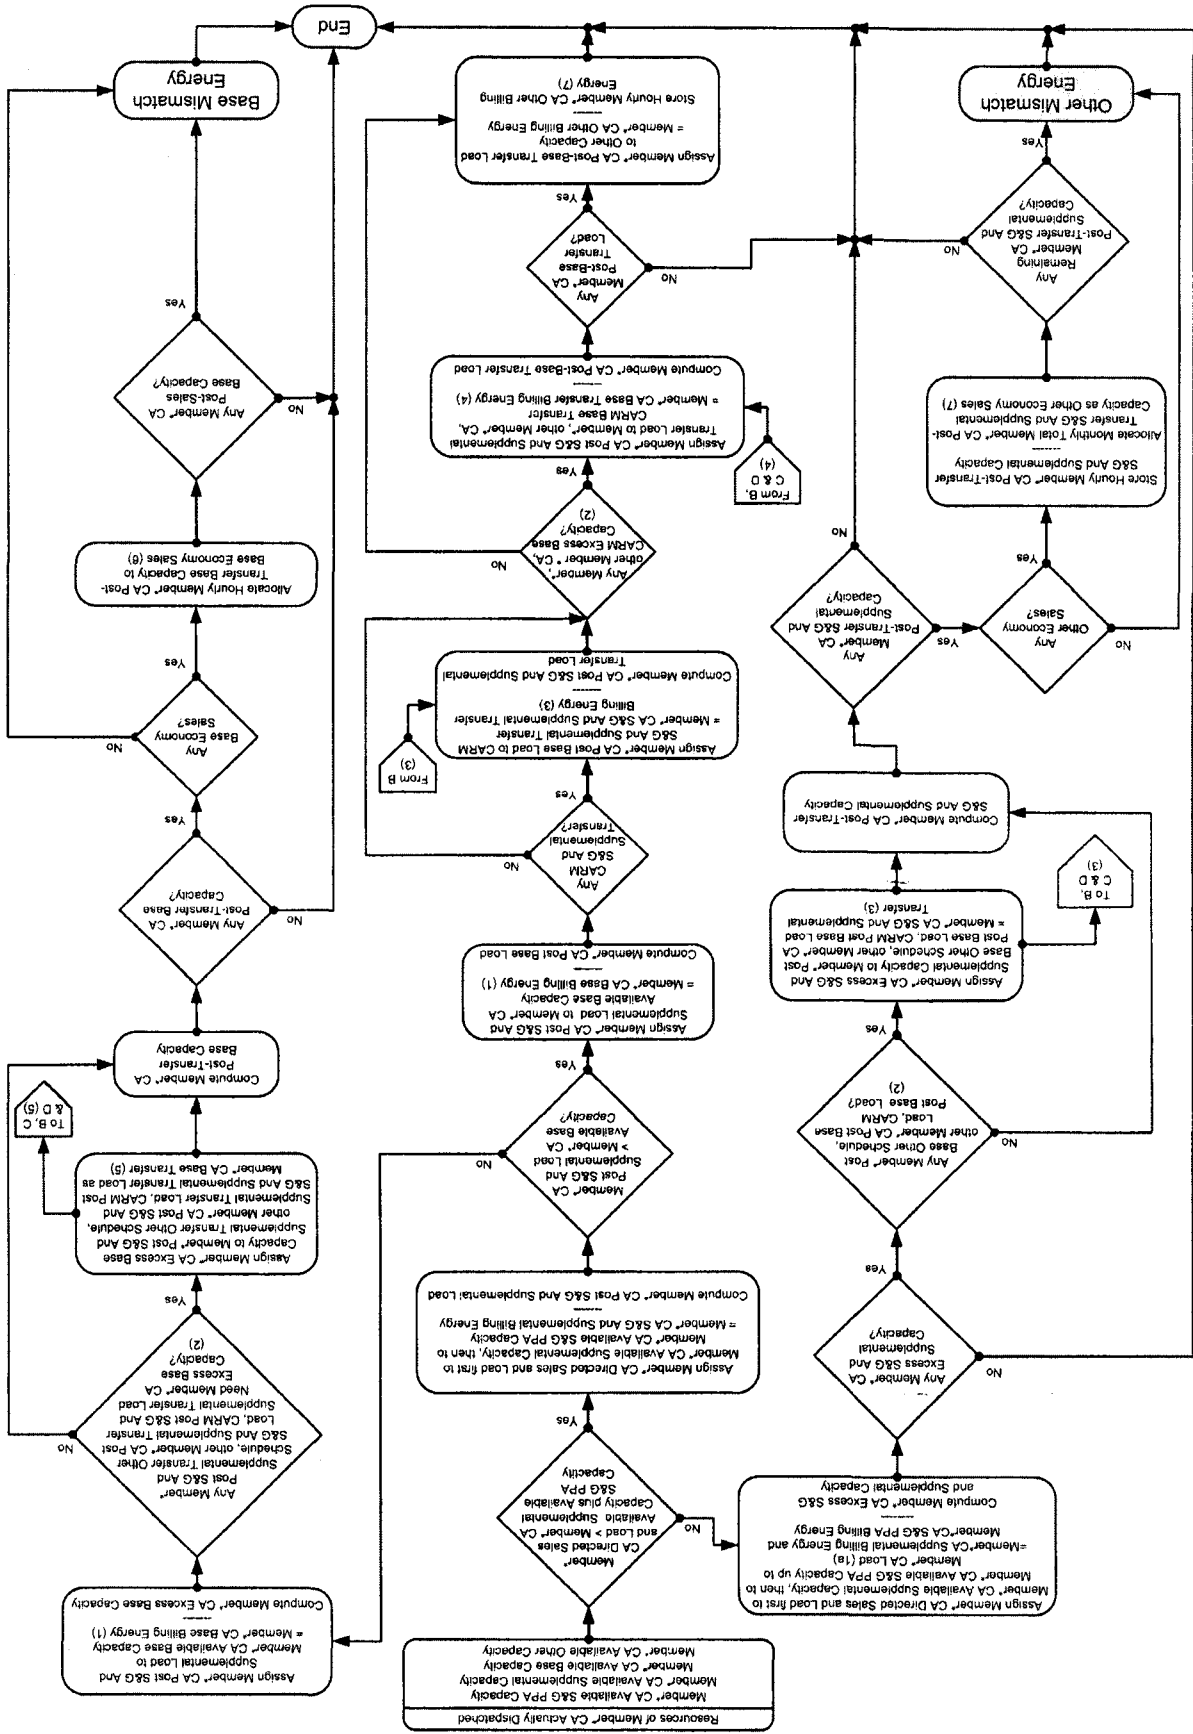 Resources of Member* CA Actually Dispatched
Member* CA Available S&G PPA Capacity
Member* CA Available Supplemental Capacity
Member* CA Available Base Capacity
Member* CA Available Other Capacity
Member*
CA Directed Sales
and Load > Member* CA
Available Supplemental
Capacity plus Available
S&G PPA
Capacity
No
Yes
Assign Member* CA Directed Sales and Load first to
Member* CA Available Supplemental Capacity, then to
Member* CA Available S&G PPA Capacity up to
Member* CA Load (1a)
=Member*CA Supplemental Billing Energy and
Member*CA S&G PPA Billing Energy
Compute Member* CA Excess S&G
and Supplemental Capacity
Any Member* CA
Excess S&G And
Supplemental
Capacity?
No
Yes
Any Member* Post
Base Other Schedule,
other Member* CA Post Base
Load, CARM
Post Base Load?
(2)
No
Yes
Assign Member* CA Excess S&G And
Supplemental Capacity to Member* Post
Base Other Schedule, other Member* CA
Post Base Load, CARM Post Base Load
= Member* CA S&G And Supplemental
Transfer (3)
To B,
C & D
(3)
Compute Member* CA Post-Transfer
S&G And Supplemental Capacity
Any
Member* CA
Post-Transfer S&G And
Supplemental
Capacity?
Yes
No
Any
Other Economy
Sales?
No
Yes
Store Hourly Member* CA Post-Transfer
S&G And Supplemental Capacity
Allocate Monthly Total Member* CA Post-
Transfer S&G And Supplemental
Capacity as Other Economy Sales (7)
Any
Remaining
Member* CA
Post-Transfer S&G And
Supplemental
Capacity?
No
Yes
Other Mismatch
Energy
Assign Member* CA Directed Sales and Load first to
Member* CA Available Supplemental Capacity, then to
Member* CA Available S&G PPA Capacity
= Member* CA S&G And Supplemental Billing Energy
Compute Member* CA Post S&G And Supplemental Load
Member* CA
Post S&G And
Supplemental Load
> Member* CA
Available Base
Capacity?
No
Yes
Assign Member* CA Post S&G And
Supplemental Load to Member* CA
Available Base Capacity
= Member* CA Base Billing Energy (1)
Compute Member* CA Post Base Load
Any
CARM
S&G And
Supplemental
Transfer?
No
Yes
Assign Member* CA Post Base Load to CARM
S&G And Supplemental Transfer
= Member* CA S&G And Supplemental Transfer
Billing Energy (3)
Compute Member* CA Post S&G And Supplemental
Transfer Load
From B
(3)
Any Member*,
other Member* CA,
CARM Excess Base
Capacity?
(2)
No
Yes
Assign Member* CA Post S&G And Supplemental
Transfer Load to Member*, other Member* CA,
CARM Base Transfer
= Member* CA Base Transfer Billing Energy (4)
Compute Member* CA Post-Base Transfer Load
From B,
C & D
(4)
Any
Member* CA
Post-Base
Transfer
Load?
No
Yes
Assign Member* CA Post-Base Transfer Load
to Other Capacity
= Member* CA Other Billing Energy
Store Hourly Member* CA Other Billing
Energy (7)
Assign Member* CA Post S&G And
Supplemental Load to
Member* CA Available Base Capacity
= Member* CA Base Billing Energy (1)
Compute Member* CA Excess Base Capacity
Any Member*
Post S&G And
Supplemental Transfer Other
Schedule, other Member* CA Post
S&G And Supplemental Transfer
Load, CARM Post S&G And
Supplemental Transfer Load
Need Member* CA
Excess Base
Capacity?
(2)
No
Yes
Assign Member* CA Excess Base
Capacity to Member* Post S&G And
Supplemental Transfer Other Schedule,
other Member* CA Post S&G And
Supplemental Transfer Load, CARM Post
S&G And Supplemental Transfer Load as
Member* CA Base Transfer (5)
To B, C
& D (5)
Compute Member* CA
Post-Transfer
Base Capacity
Any Member* CA
Post-Transfer Base
Capacity?
No
Yes
Any
Base Economy
Sales?
No
Yes
Allocate Hourly Member* CA Post-
Transfer Base Capacity to
Base Economy Sales (6)
Any Member* CA
Post-Sales
Base Capacity?
No
Yes
Base Mismatch
Energy
End